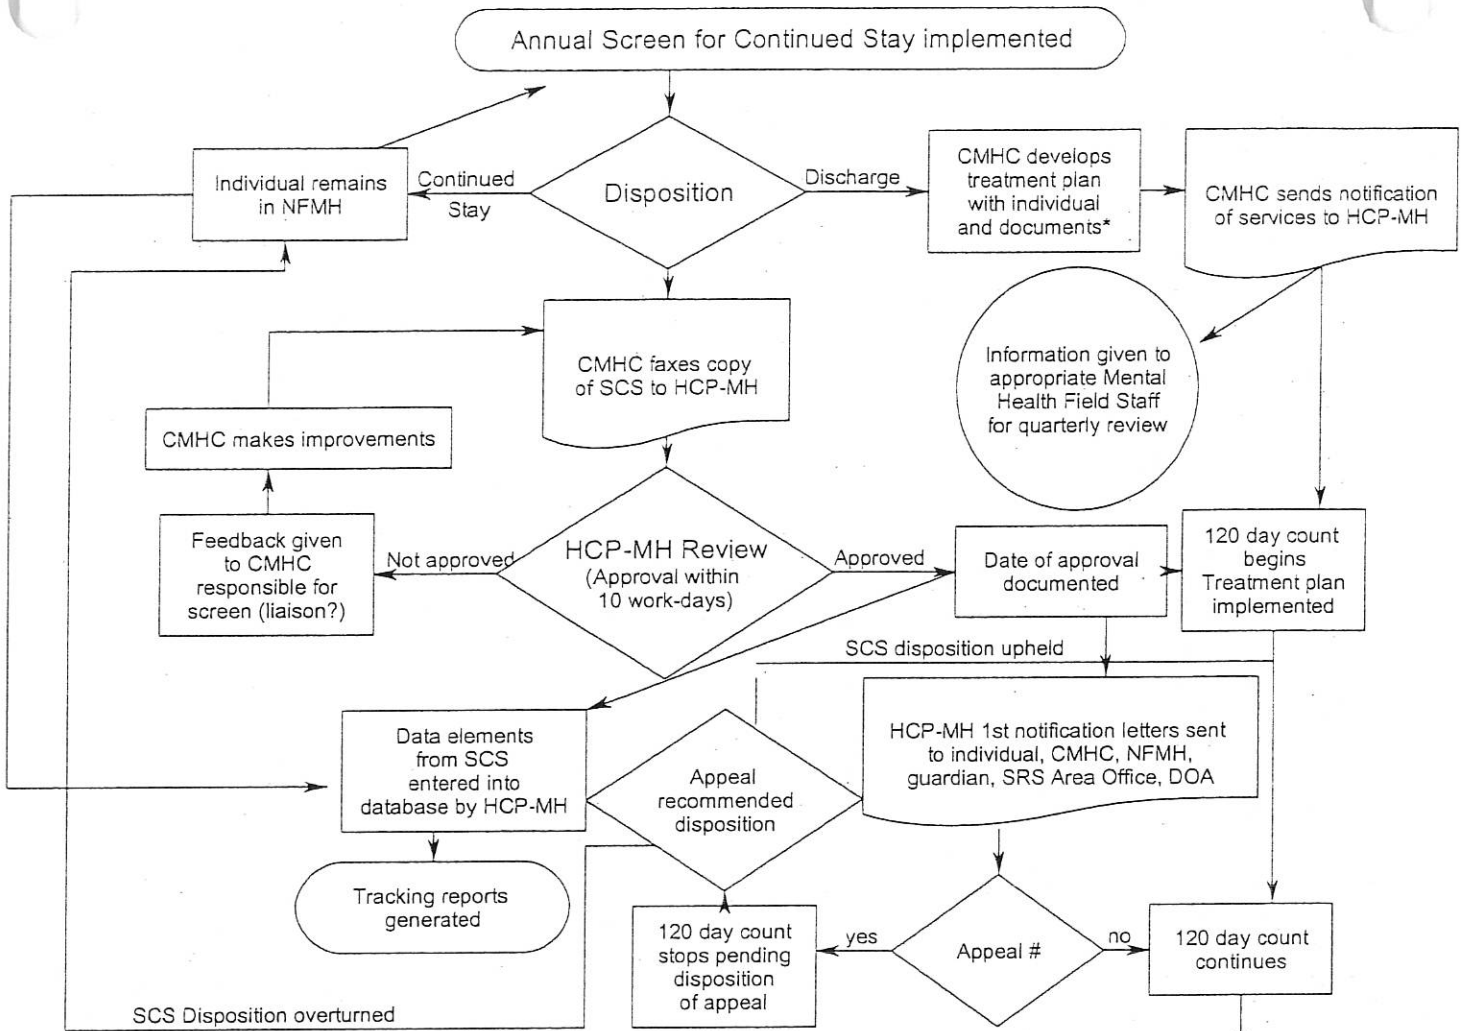 Annual Screen for Continued Stay implemented
Individual remains
in NFMH
Continued
Stay
Disposition
Discharge
CMHC develops
treatment plan
with individual
and documents*
CMHC sends notification
of services to HCP-MH
CMHC faxes copy
of SCS to HCP-MH
Information given to
appropriate Mental
Health Field Staff
for quarterly review
CMHC makes improvements
Feedback given
to CMHC
responsible for
screen (liaison?)
Not approved
HCP-MH Review
(Approval within
10 work-days)
Approved
Date of approval
documented
120 day count
begins
Treatment plan
implemented
SCS disposition upheld
Data elements
from SCS
entered into
database by HCP-MH
Appeal
recommended
disposition
HCP-MH 1st notification letters sent
to individual, CMHC, NFMH,
guardian, SRS Area Office, DOA
Tracking reports
generated
120 day count
stops pending
disposition
of appeal
yes
Appeal #
no
120 day count
continues
SCS Disposition overturned